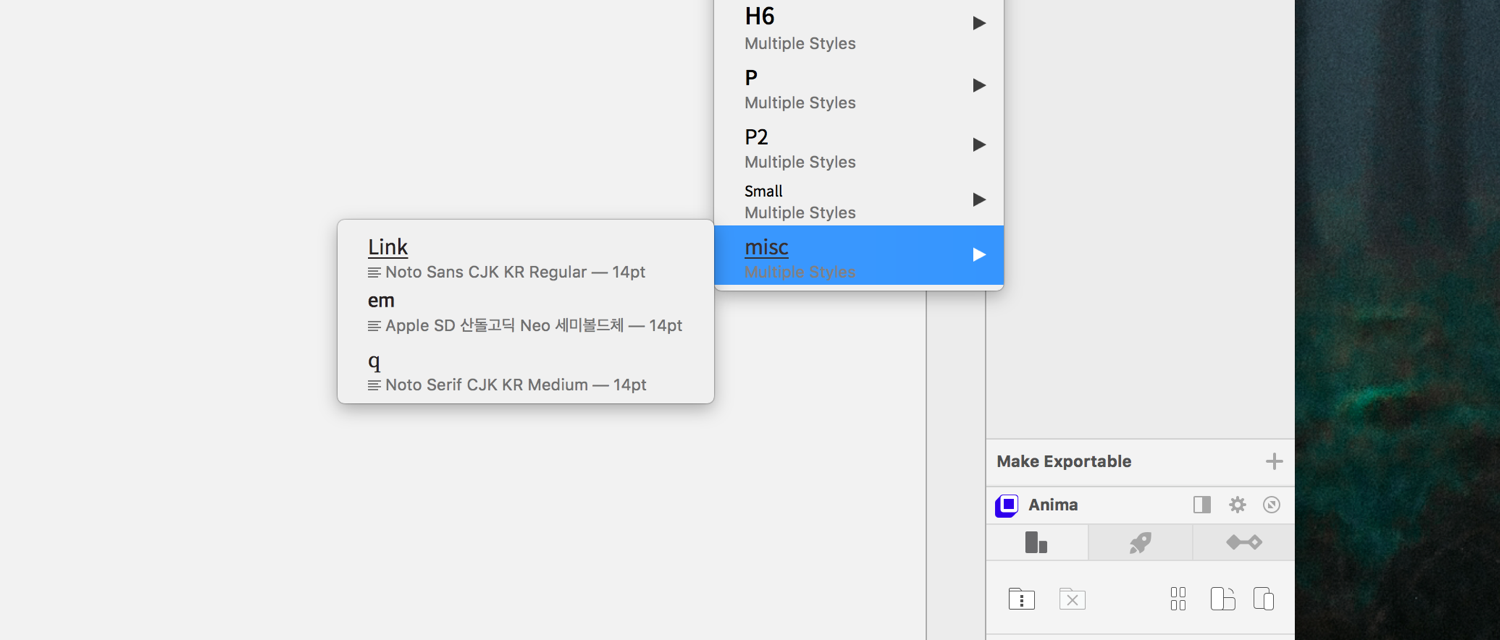 H6
Multiple Styles
P
Multiple Styles
P2
Multiple Styles
Small
Multiple Styles
misc
Multiple Styles
Link
Noto Sans CJK KR Regular — 14pt
em
Apple SD 산돌고딕 Neo 세미볼드체 — 14pt
q
Noto Serif CJK KR Medium — 14pt
Make Exportable
Anima